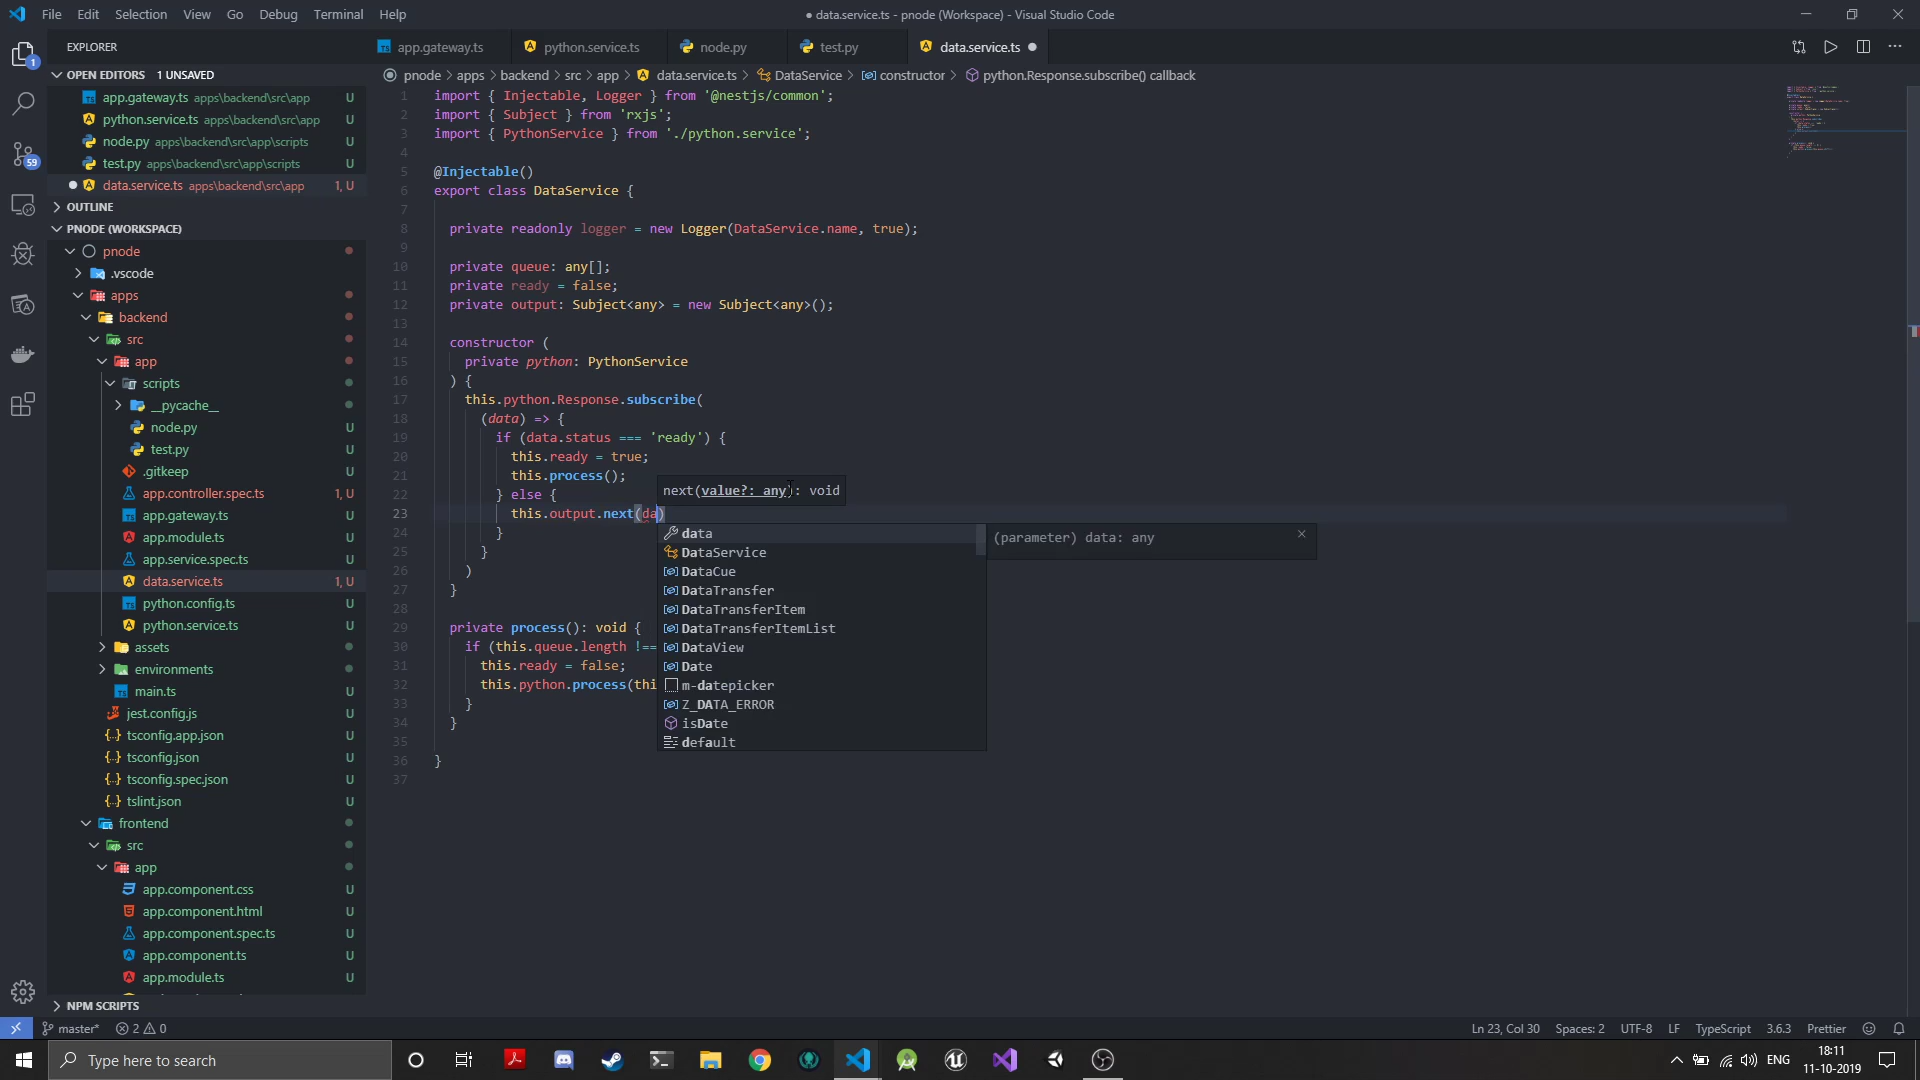 File Edit Selection View Go Debug Terminal Help
● data.service.ts - pnode (Workspace) - Visual Studio Code
EXPLORER
app.gateway.ts python.service.ts node.py test.py data.service.ts
OPEN EDITORS 1 UNSAVED
pnode > apps > backend > src > app > data.service.ts > DataService > constructor > python.Response.subscribe() callback
app.gateway.ts apps\backend\src\app U
python.service.ts apps\backend\src\app U
node.py apps\backend\src\app\scripts U
test.py apps\backend\src\app\scripts U
data.service.ts apps\backend\src\app 1, U
OUTLINE
PNODE (WORKSPACE)
pnode
.vscode
apps
backend
src
app
scripts
__pycache__
node.py U
test.py U
.gitkeep U
app.controller.spec.ts 1, U
app.gateway.ts U
app.module.ts U
app.service.spec.ts U
data.service.ts 1, U
python.config.ts U
python.service.ts U
assets
environments
main.ts U
jest.config.js U
tsconfig.app.json U
tsconfig.json U
tsconfig.spec.json U
tslint.json U
frontend
src
app
app.component.css U
app.component.html U
app.component.spec.ts U
app.component.ts U
app.module.ts U
NPM SCRIPTS
1
59
1 import { Injectable, Logger } from '@nestjs/common';
2 import { Subject } from 'rxjs';
3 import { PythonService } from './python.service';
4
5 @Injectable()
6 export class DataService {
7
8 private readonly logger = new Logger(DataService.name, true);
9
10 private queue: any[];
11 private ready = false;
12 private output: Subject<any> = new Subject<any>();
13
14 constructor (
15 private python: PythonService
16 ) {
17 this.python.Response.subscribe(
18 (data) => {
19 if (data.status === 'ready') {
20 this.ready = true;
21 this.process();
22 } else {
23 this.output.next(da)
24 }
25 }
26 )
27 }
28
29 private process(): void {
30 if (this.queue.length !==
31 this.ready = false;
32 this.python.process(thi
33 }
34 }
35
36 }
37
next(value?: any): void
data
DataService
DataCue
DataTransfer
DataTransferItem
DataTransferItemList
DataView
Date
m-datepicker
Z_DATA_ERROR
isDate
default
(parameter) data: any
master* 2 0
Ln 23, Col 30 Spaces: 2 UTF-8 LF TypeScript 3.6.3 Prettier
Type here to search
ENG
18:11
11-10-2019